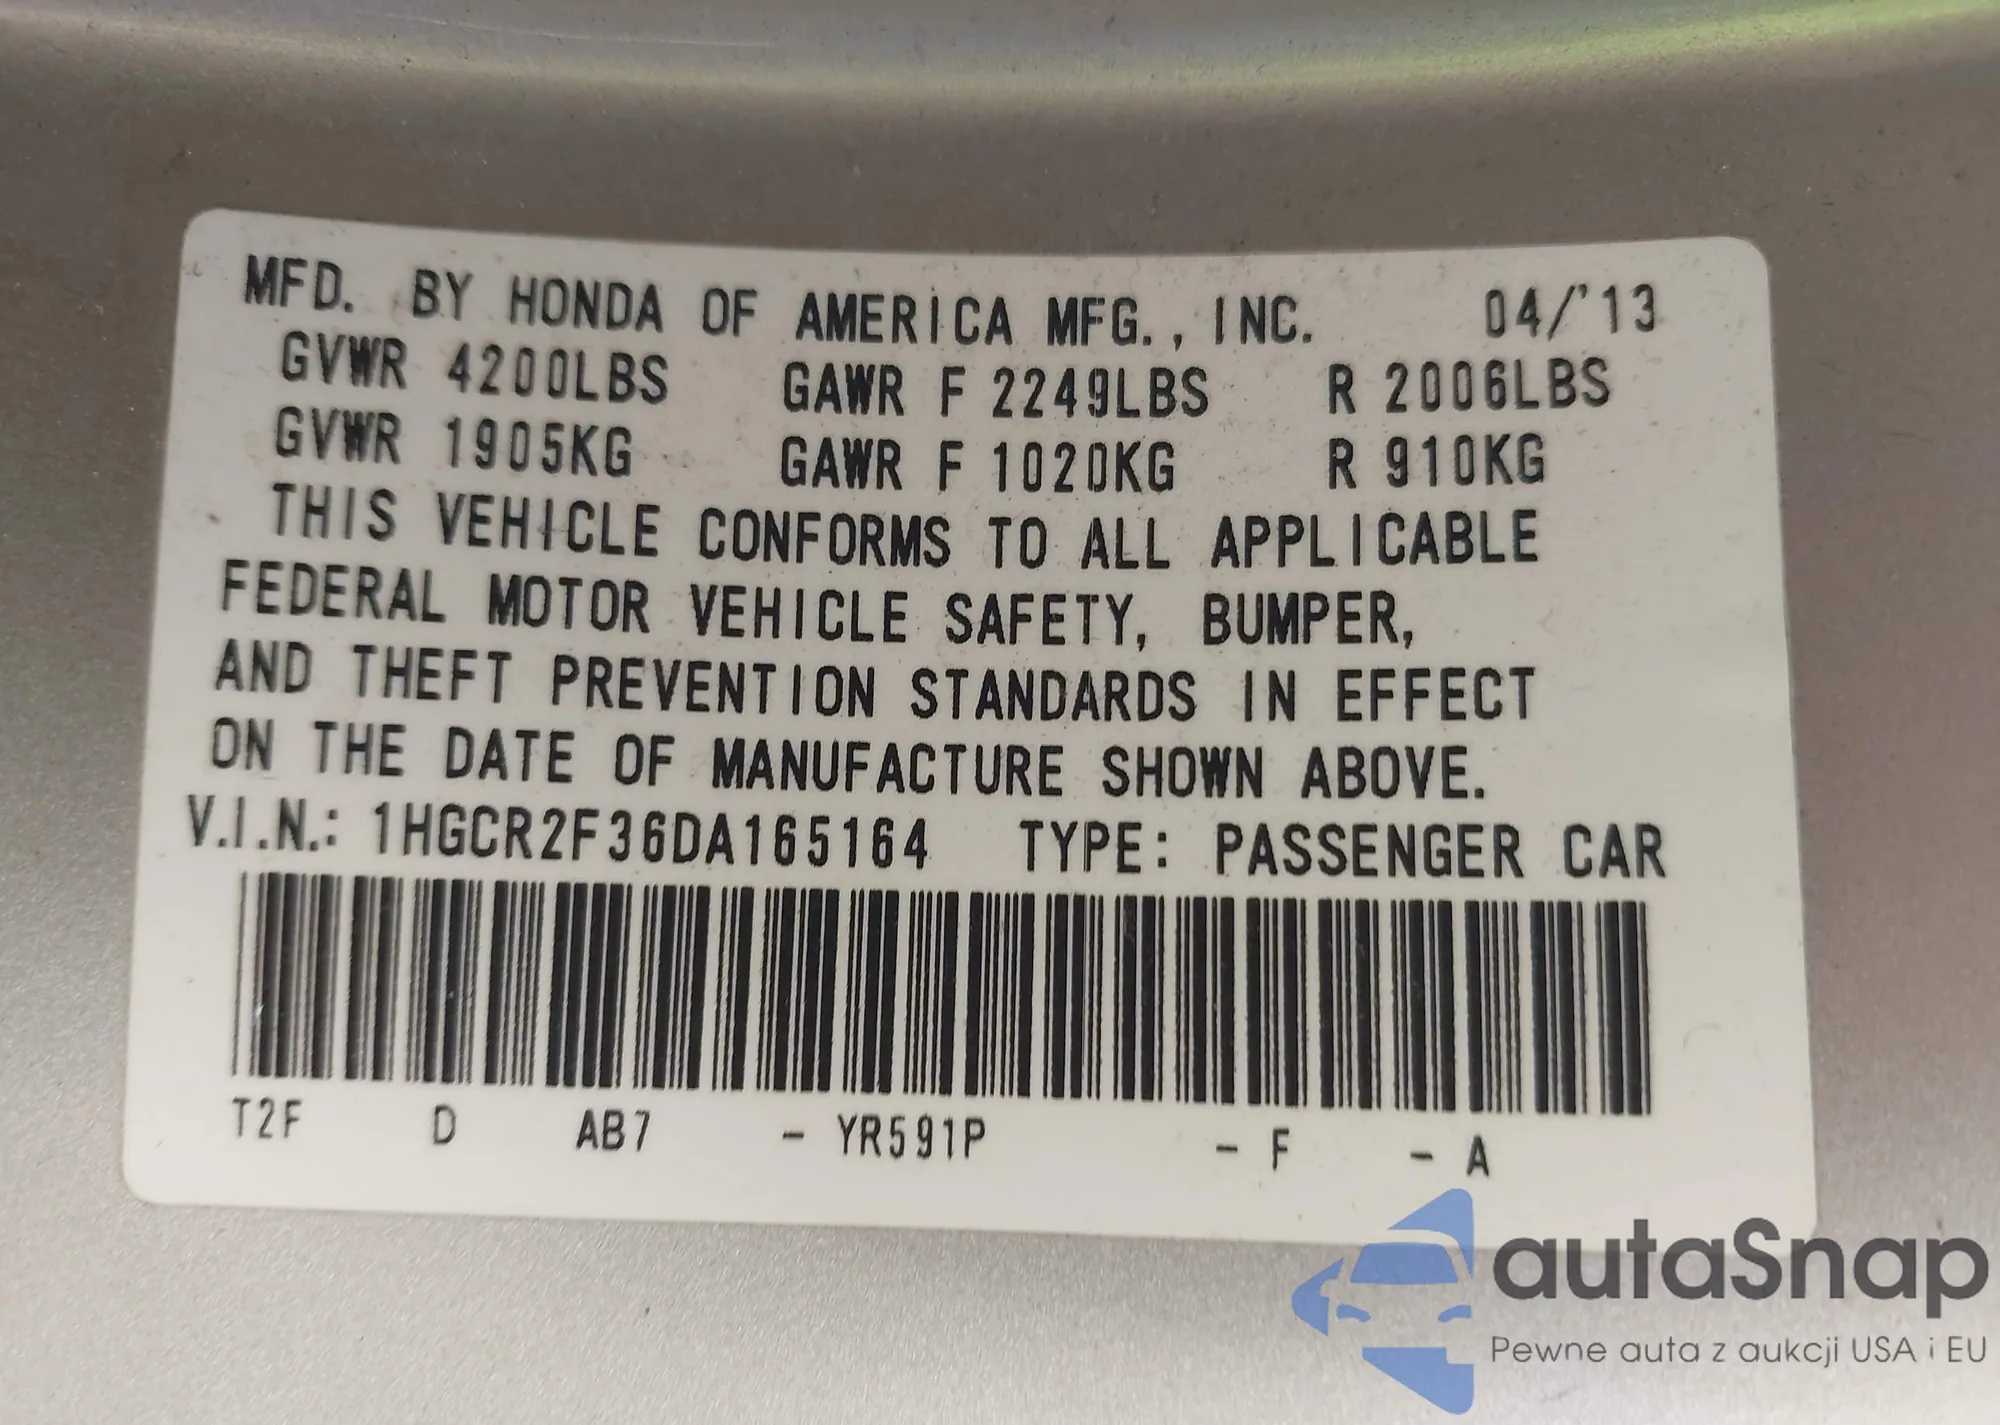 MFD. BY HONDA OF AMERICA MFG., INC. 04/'13
GVWR 4200LBS GAWR F 2249LBS R 2006LBS
GVWR 1905KG GAWR F 1020KG R 910KG
THIS VEHICLE CONFORMS TO ALL APPLICABLE
FEDERAL MOTOR VEHICLE SAFETY, BUMPER,
AND THEFT PREVENTION STANDARDS IN EFFECT
ON THE DATE OF MANUFACTURE SHOWN ABOVE.
V.I.N.: 1HGCR2F36DA165164 TYPE: PASSENGER CAR
T2F D AB7 - YR591P - F - A
autaSnap
Pewne auta z aukcji USA i EU